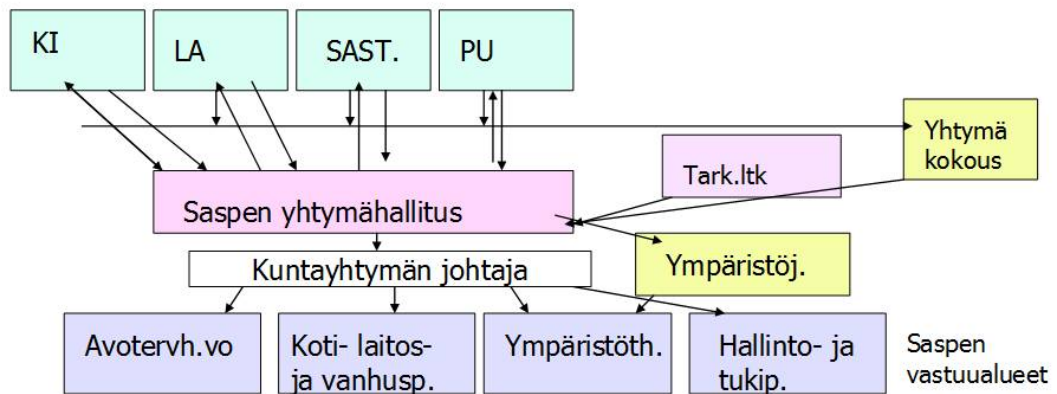 KI
LA
SAST.
PU
Yhtymä
kokous
Tark.ltk
Saspen yhtymähallitus
Kuntayhtymän johtaja
Ympäristöj.
Avotervh.vo
Koti- laitos-
ja vanhusp.
Ympäristöth.
Hallinto- ja
tukip.
Saspen
vastuualueet